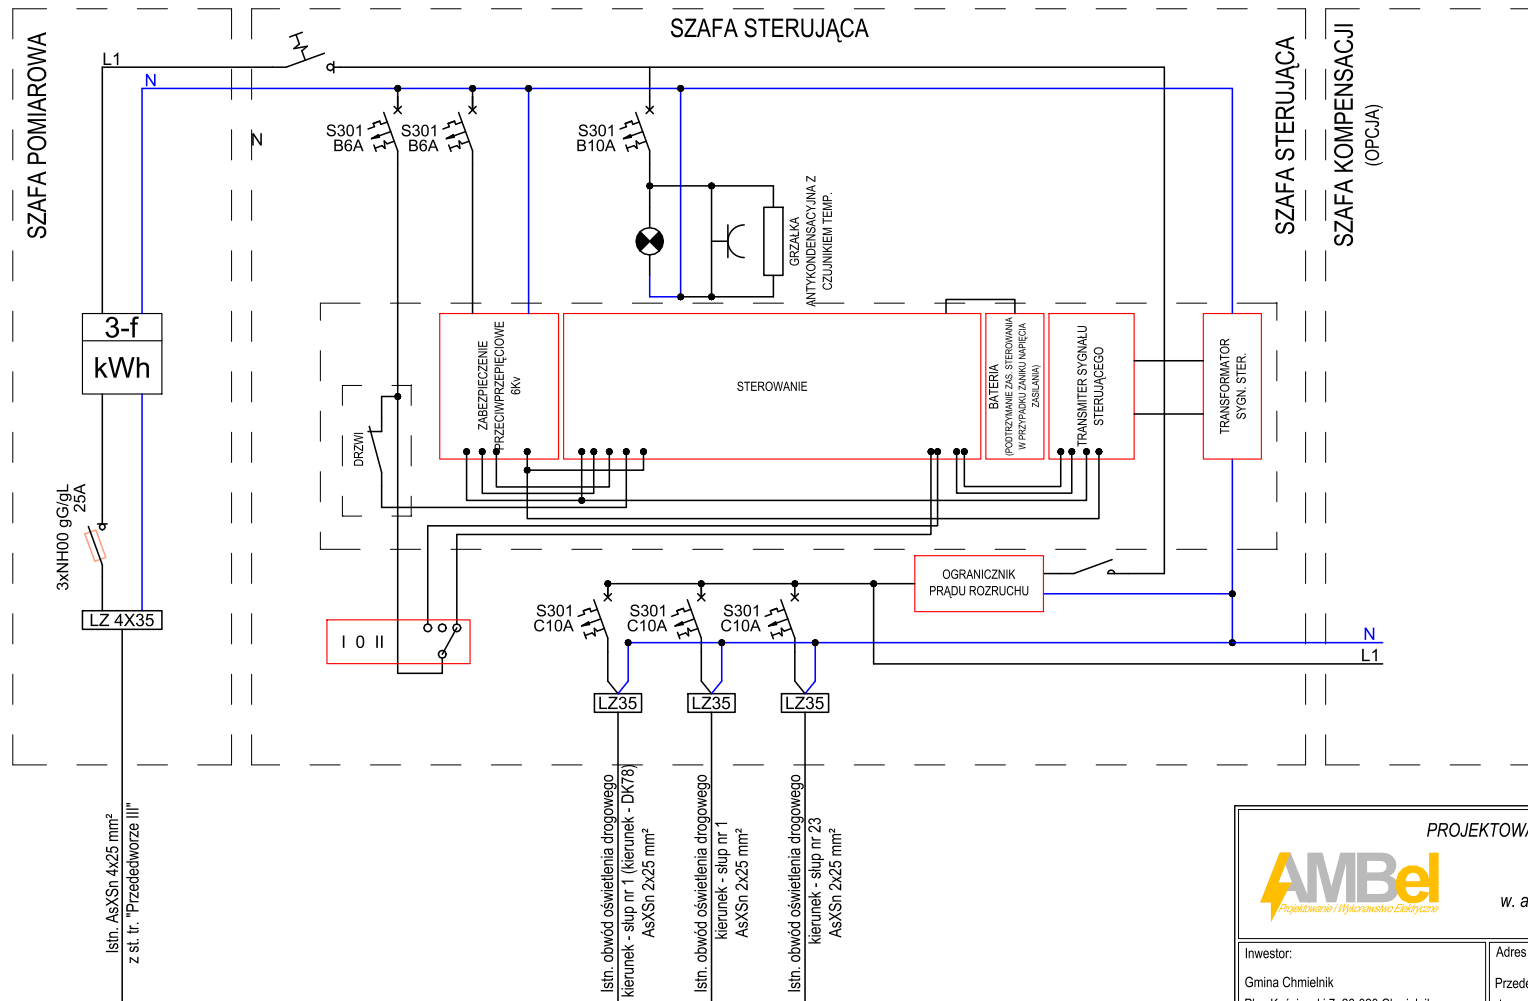 SZAFA STERUJĄCA
SZAFA POMIAROWA
SZAFA STERUJĄCA
SZAFA KOMPENSACJI
(OPCJA)
L1
N
N
S301
B6A
S301
B6A
S301
B10A
GRZAŁKA
ANTYKONDENSACYJNA Z
CZUJNIKIEM TEMP.
3-f
kWh
ZABEZPIECZENIE
PRZECIWPRZEPIĘCIOWE
6Kv
STEROWANIE
BATERIA
(PODTRZYMANIE ZAS. STEROWANIA
W PRZYPADKU ZANIKU NAPIĘCIA
ZASILANIA)
TRANSMITER SYGNAŁU
STERUJĄCEGO
TRANSFORMATOR
SYGN. STER.
DRZWI
3xNH00 gG/gL
25A
LZ 4X35
I 0 II
OGRANICZNIK
PRĄDU ROZRUCHU
S301
C10A
S301
C10A
S301
C10A
N
L1
LZ35
LZ35
LZ35
Istn. AsXSn 4x25 mm²
z st. tr. "Przededworze III"
Istn. obwód oświetlenia drogowego
kierunek - słup nr 1 (kierunek - DK78)
AsXSn 2x25 mm²
Istn. obwód oświetlenia drogowego
kierunek - słup nr 1
AsXSn 2x25 mm²
Istn. obwód oświetlenia drogowego
kierunek - słup nr 23
AsXSn 2x25 mm²
PROJEKTOWA
AMBel
Projektowanie i Wykonawstwo Elektryczne
w. a
Inwestor:
Gmina Chmielnik
Adres
Przede